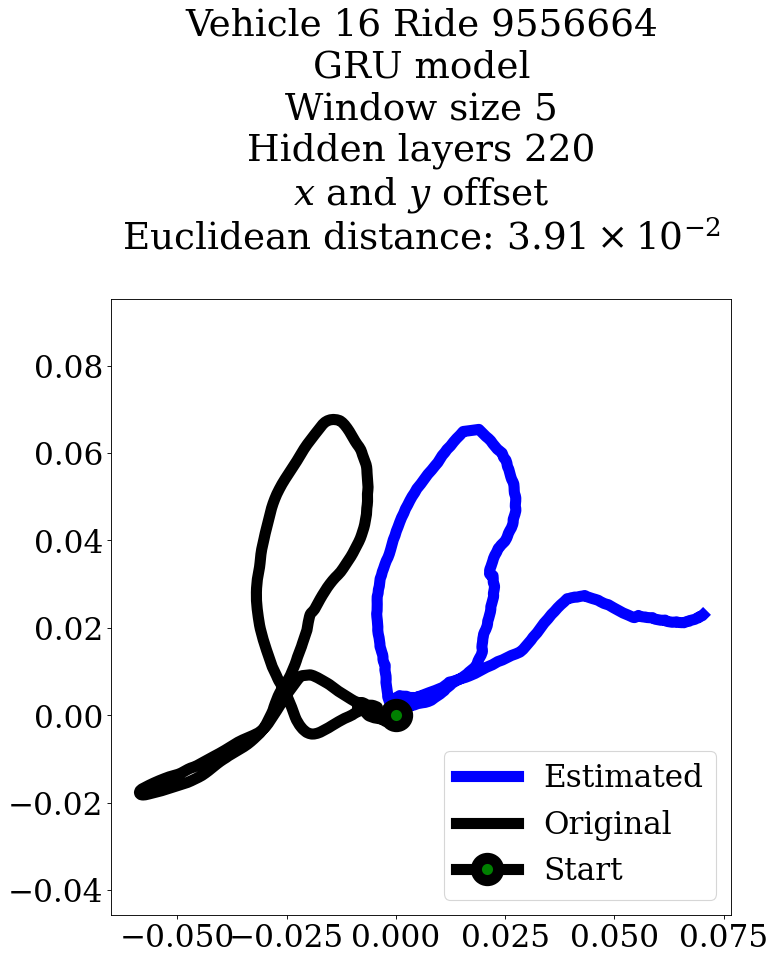 Vehicle 16 Ride 9556664
GRU model
Window size 5
Hidden layers 220
x and y offset
Euclidean distance: 3.91 × 10⁻²
0.08
0.06
0.04
0.02
0.00
−0.02
−0.04
Estimated
Original
Start
−0.050 −0.025 0.000 0.025 0.050 0.075